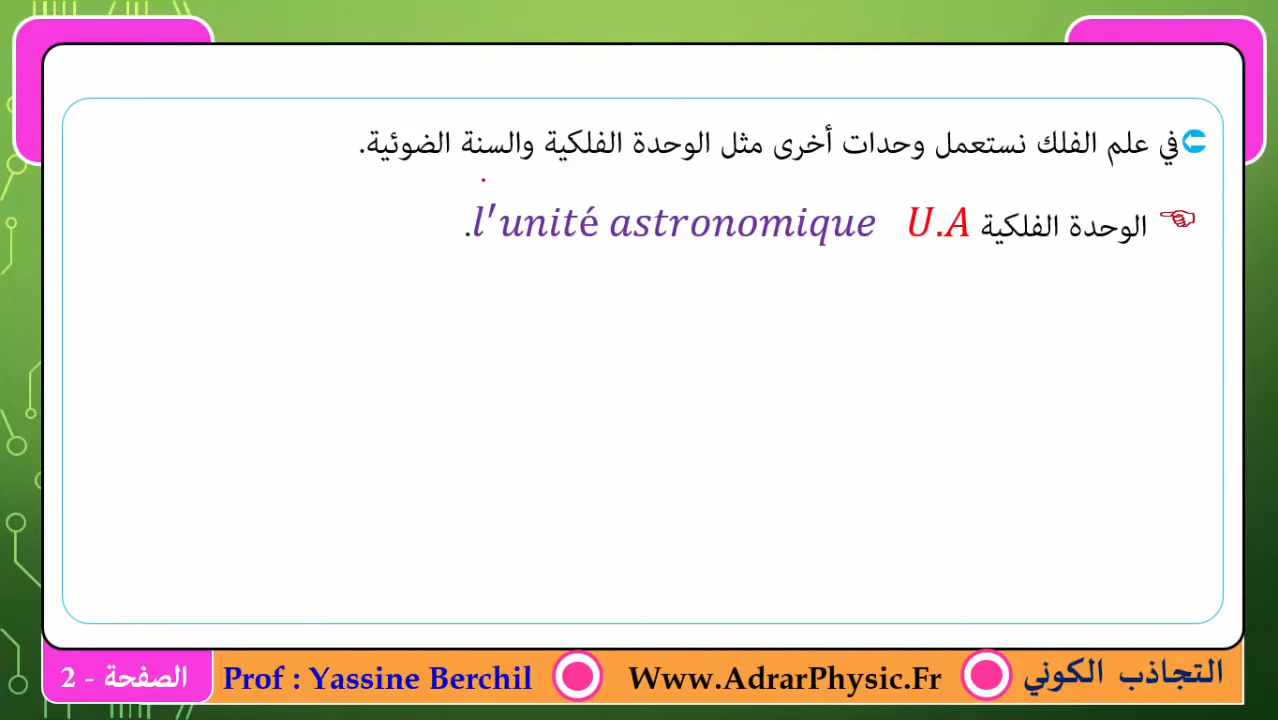 في علم الفلك نستعمل وحدات أخرى مثل الوحدة الفلكية والسنة الضوئية.
الوحدة الفلكية U.A l'unité astronomique.
التجاذب الكوني Www.AdrarPhysic.Fr Prof : Yassine Berchil الصفحة - 2